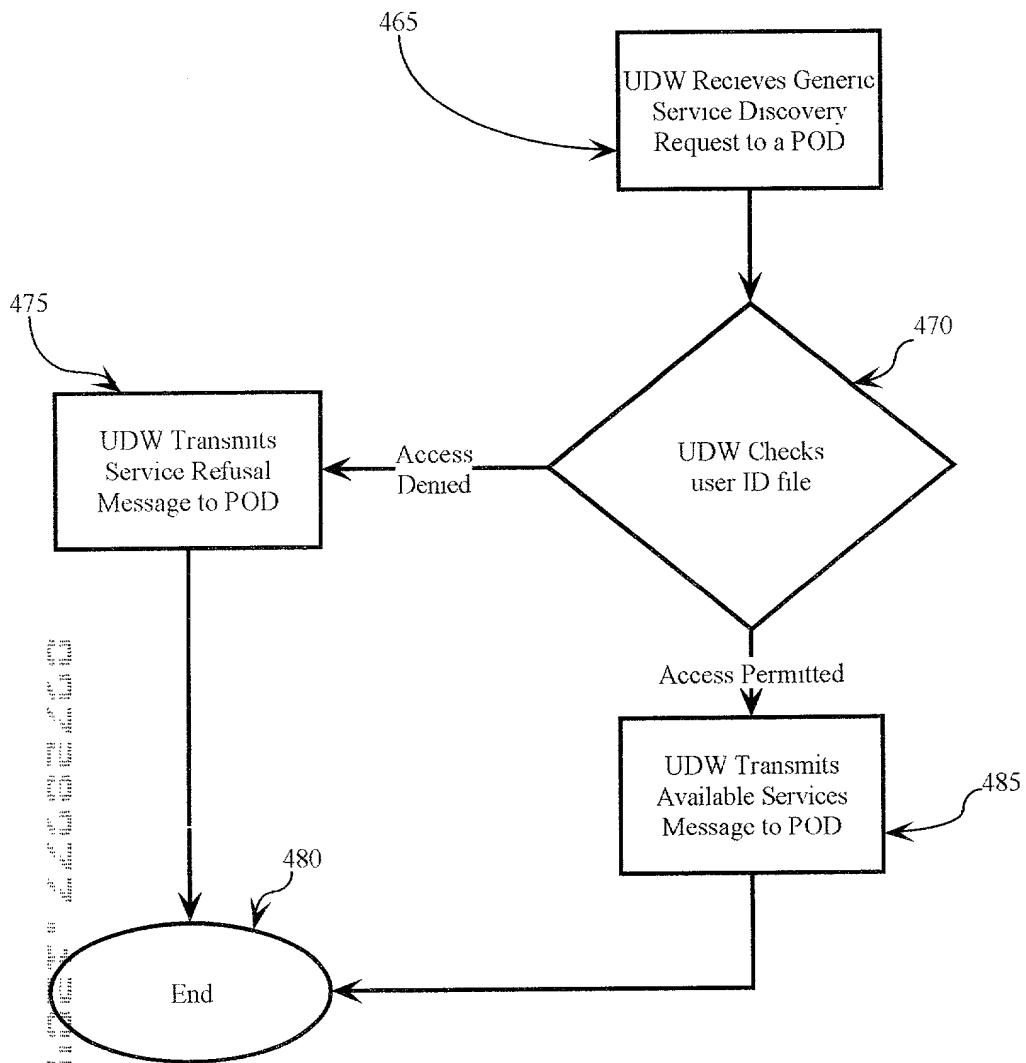 465
UDW Recieves Generic
Service Discovery
Request to a POD
475
470
UDW Transmits
Service Refusal
Message to POD
Access
Denied
UDW Checks
user ID file
Access Permitted
UDW Transmits
Available Services
Message to POD
485
480
End